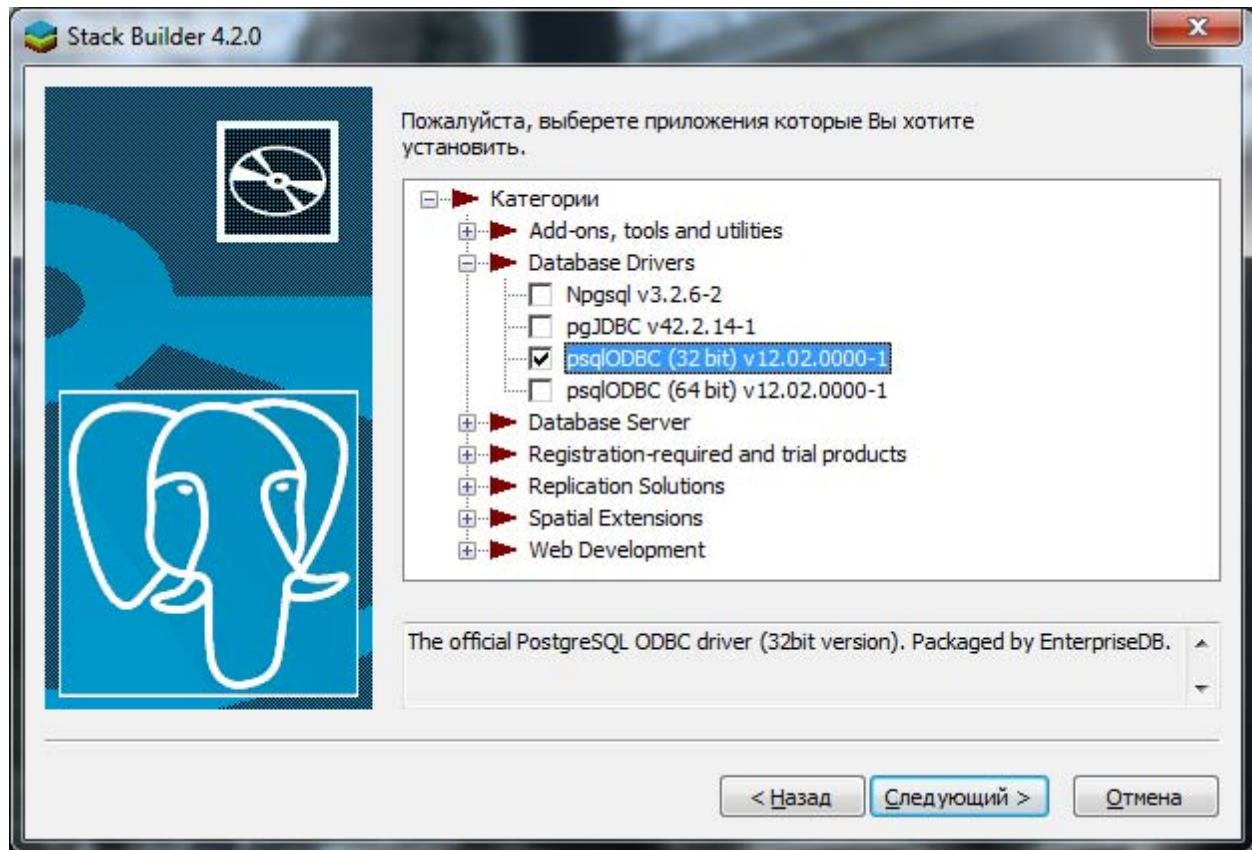 Stack Builder 4.2.0
Пожалуйста, выберете приложения которые Вы хотите
установить.
Категории
Add-ons, tools and utilities
Database Drivers
Npgsql v3.2.6-2
pgJDBC v42.2.14-1
psqlODBC (32 bit) v12.02.0000-1
psqlODBC (64 bit) v12.02.0000-1
Database Server
Registration-required and trial products
Replication Solutions
Spatial Extensions
Web Development
The official PostgreSQL ODBC driver (32bit version). Packaged by EnterpriseDB.
< Назад
Следующий >
Отмена